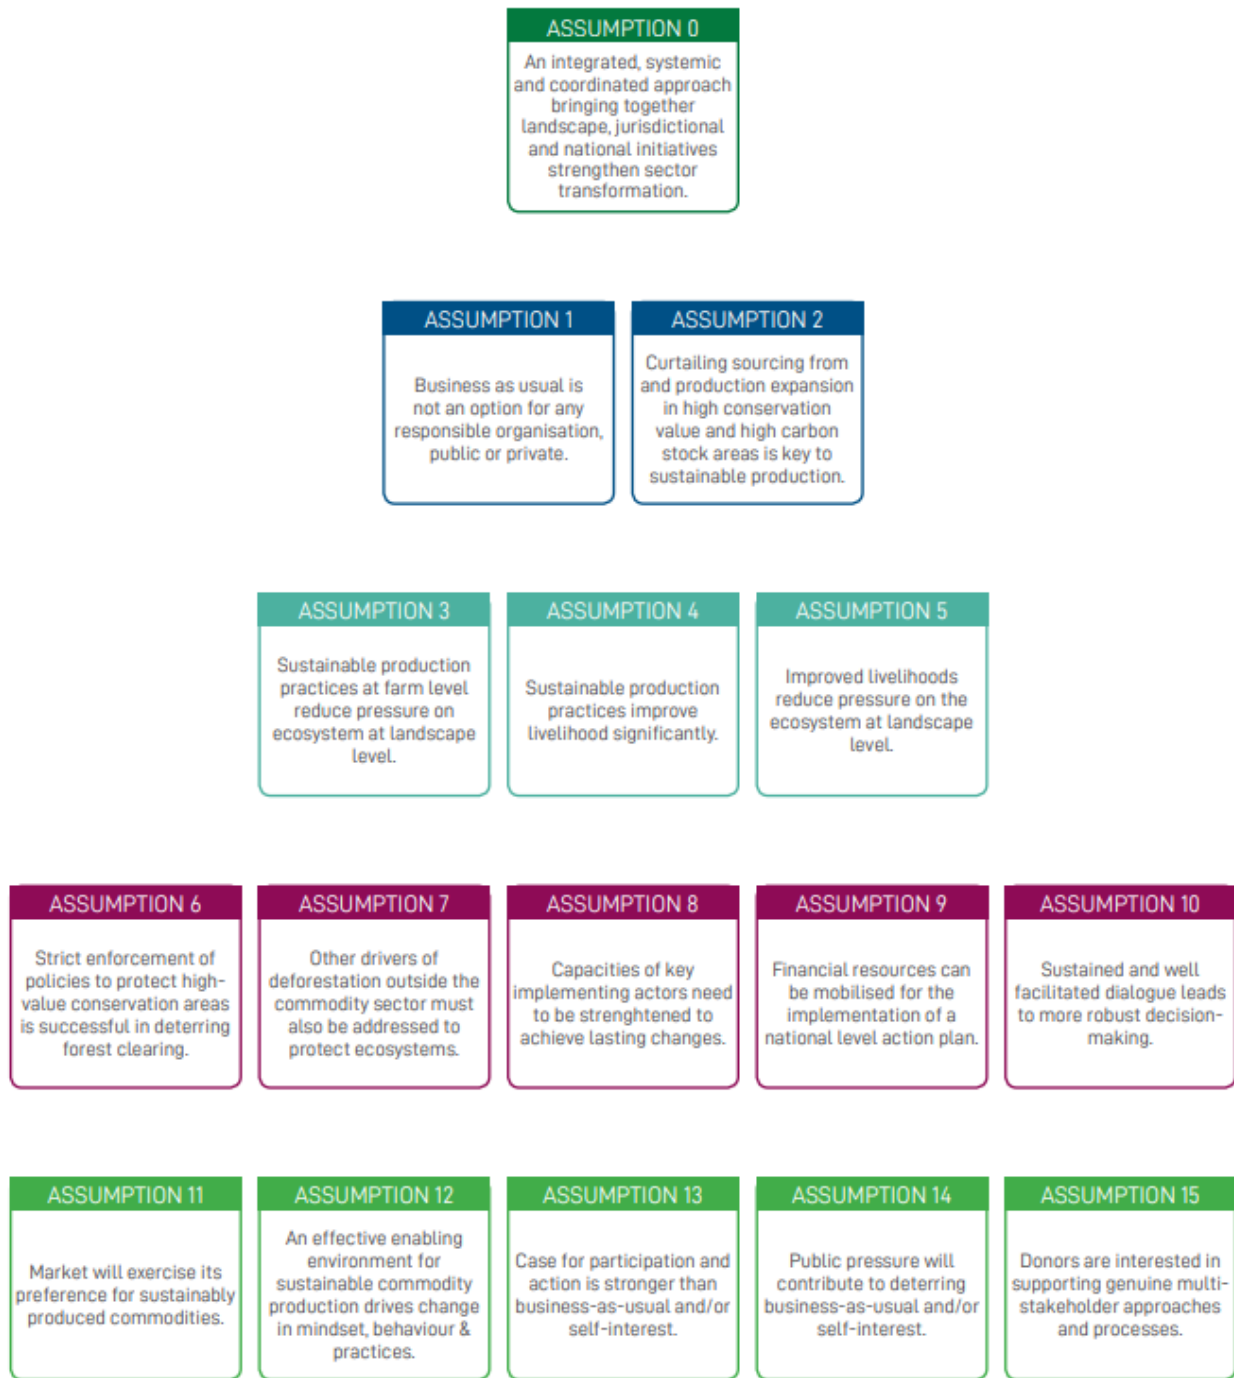 ASSUMPTION 0
An integrated, systemic
and coordinated approach
bringing together
landscape, jurisdictional
and national initiatives
strengthen sector
transformation.
ASSUMPTION 1
Business as usual is
not an option for any
responsible organisation,
public or private.
ASSUMPTION 2
Curtailing sourcing from
and production expansion
in high conservation
value and high carbon
stock areas is key to
sustainable production.
ASSUMPTION 3
Sustainable production
practices at farm level
reduce pressure on
ecosystem at landscape
level.
ASSUMPTION 4
Sustainable production
practices improve
livelihood significantly.
ASSUMPTION 5
Improved livelihoods
reduce pressure on the
ecosystem at landscape
level.
ASSUMPTION 6
Strict enforcement of
policies to protect high-
value conservation areas
is successful in deterring
forest clearing.
ASSUMPTION 7
Other drivers of
deforestation outside the
commodity sector must
also be addressed to
protect ecosystems.
ASSUMPTION 8
Capacities of key
implementing actors need
to be strenghtened to
achieve lasting changes.
ASSUMPTION 9
Financial resources can
be mobilised for the
implementation of a
national level action plan.
ASSUMPTION 10
Sustained and well
facilitated dialogue leads
to more robust decision-
making.
ASSUMPTION 11
Market will exercise its
preference for sustainably
produced commodities.
ASSUMPTION 12
An effective enabling
environment for
sustainable commodity
production drives change
in mindset, behaviour &
practices.
ASSUMPTION 13
Case for participation and
action is stronger than
business-as-usual and/or
self-interest.
ASSUMPTION 14
Public pressure will
contribute to deterring
business-as-usual and/or
self-interest.
ASSUMPTION 15
Donors are interested in
supporting genuine multi-
stakeholder approaches
and processes.